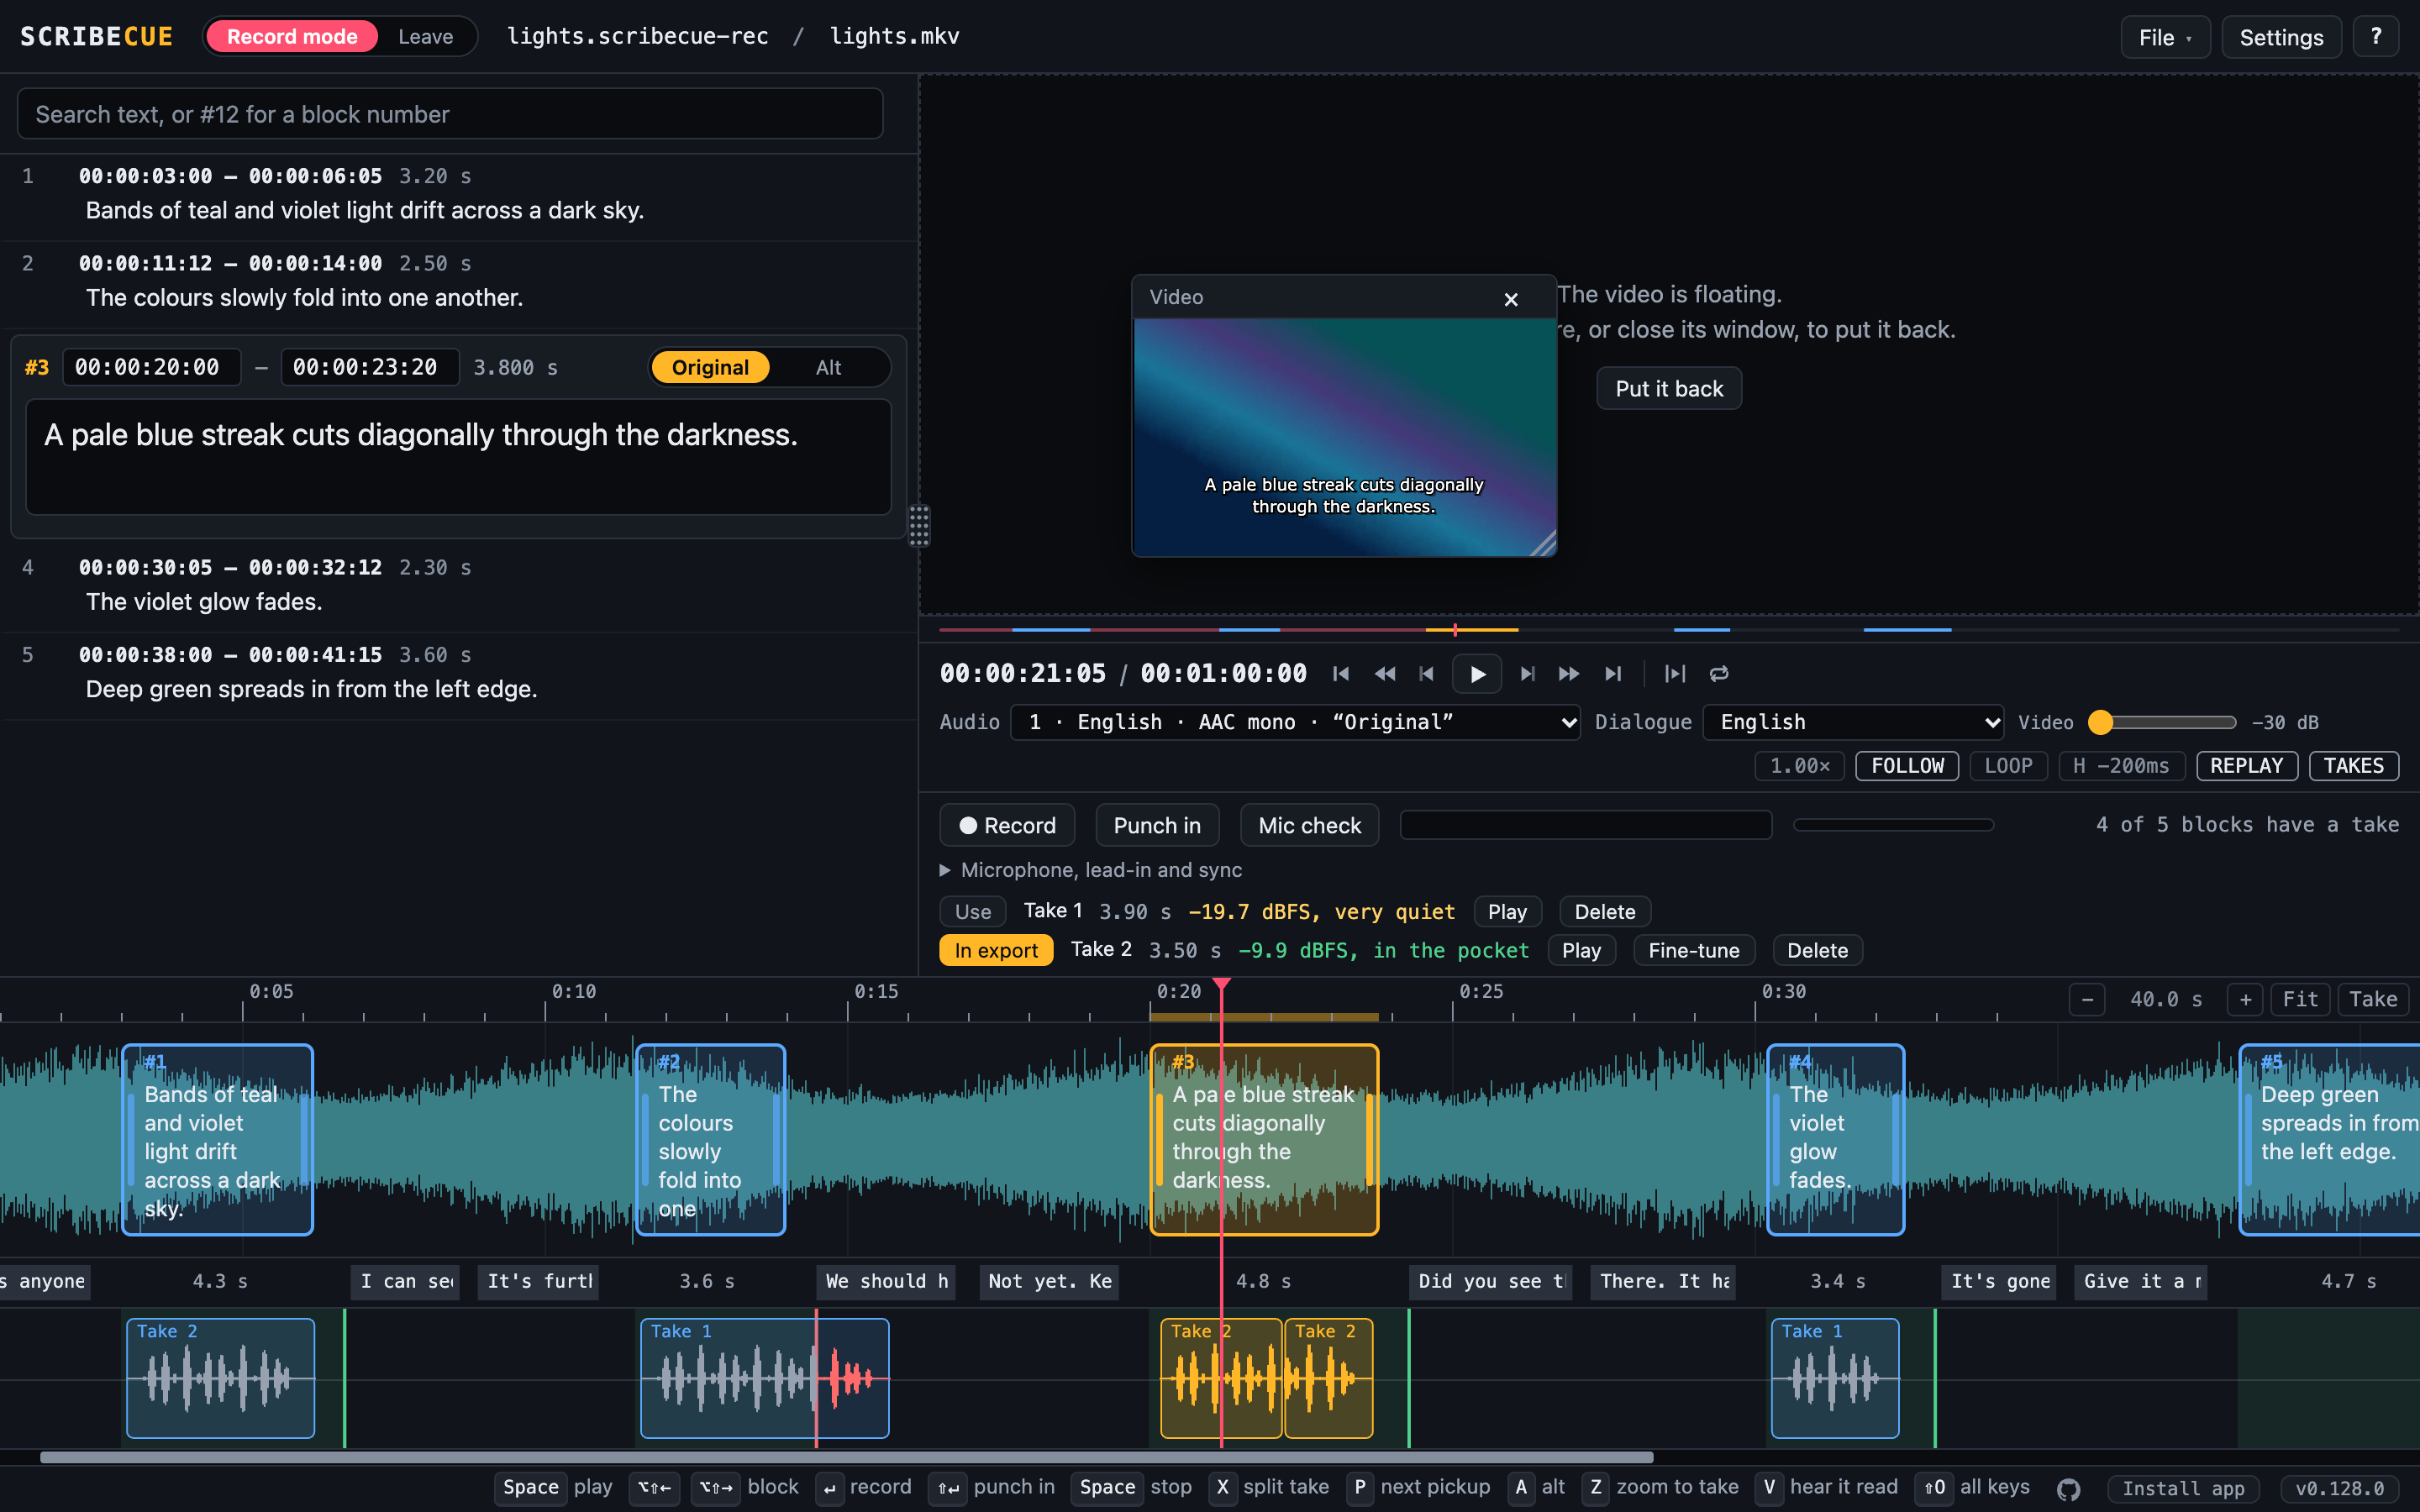 SCRIBECUE Record mode Leave lights.scribecue-rec / lights.mkv File Settings ?
Search text, or #12 for a block number
1 00:00:03:00 – 00:00:06:05 3.20 s
Bands of teal and violet light drift across a dark sky.
2 00:00:11:12 – 00:00:14:00 2.50 s
The colours slowly fold into one another.
#3 00:00:20:00 – 00:00:23:20 3.800 s Original Alt
A pale blue streak cuts diagonally through the darkness.
4 00:00:30:05 – 00:00:32:12 2.30 s
The violet glow fades.
5 00:00:38:00 – 00:00:41:15 3.60 s
Deep green spreads in from the left edge.
Video ×
A pale blue streak cuts diagonally
through the darkness.
The video is floating.
re, or close its window, to put it back.
Put it back
00:00:21:05 / 00:01:00:00
Audio 1 · English · AAC mono · “Original” Dialogue English Video −30 dB
1.00× FOLLOW LOOP H −200ms REPLAY TAKES
Record Punch in Mic check 4 of 5 blocks have a take
Microphone, lead-in and sync
Use Take 1 3.90 s −19.7 dBFS, very quiet Play Delete
In export Take 2 3.50 s −9.9 dBFS, in the pocket Play Fine-tune Delete
0:05 0:10 0:15 0:20 0:25 0:30 − 40.0 s + Fit Take
#1
Bands of teal
and violet
light drift
across a dark
sky.
#2
The
colours
slowly
fold into
one
#3
A pale blue streak
cuts diagonally
through the
darkness.
#4
The
violet
glow
fades.
#5
Deep green
spreads in from
the left edge.
s anyone 4.3 s I can see It's furth 3.6 s We should h Not yet. Ke 4.8 s Did you see t There. It ha 3.4 s It's gone Give it a 4.7 s
Take 2 Take 1 Take 2 Take 2 Take 1
Space play ⌥⇧← ⌥⇧→ block ↵ record ⇧↵ punch in Space stop X split take P next pickup A alt Z zoom to take V hear it read ⇧O all keys Install app v0.128.0